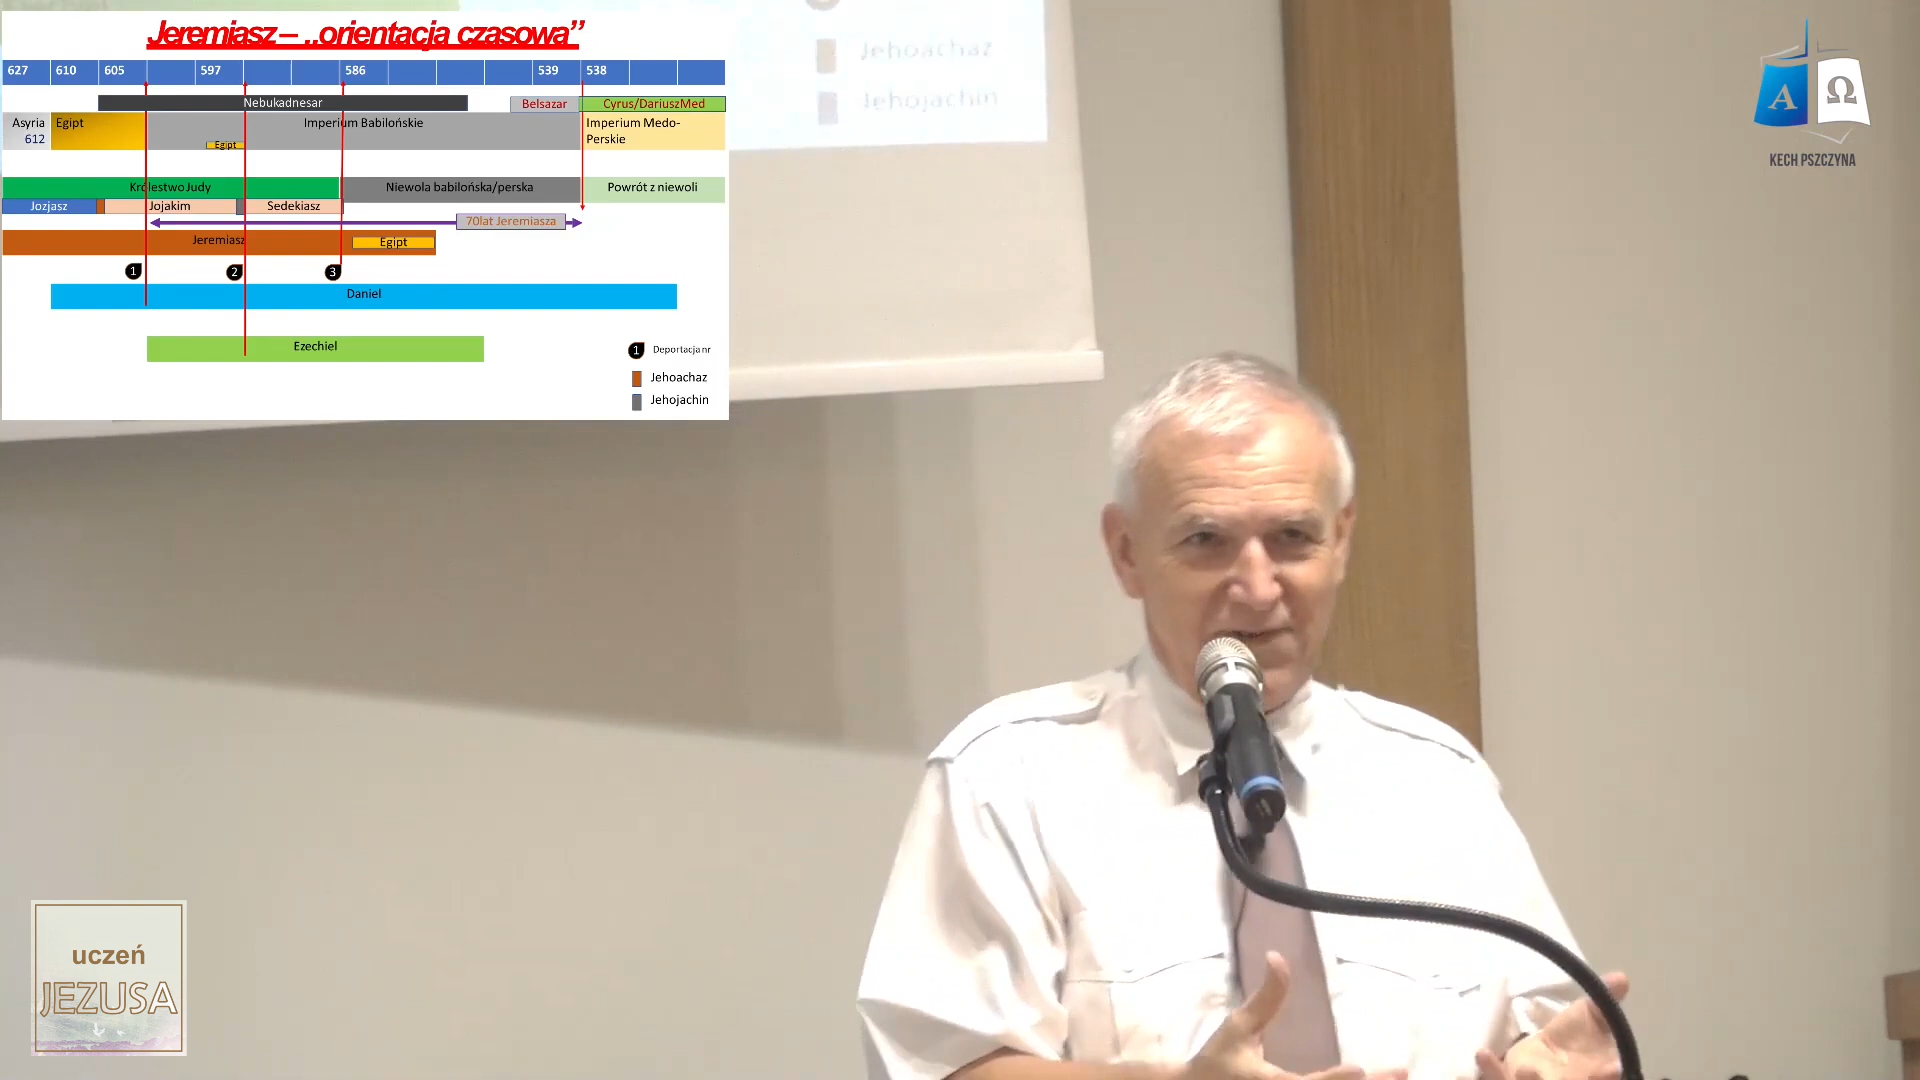 Jeremiasz – „orientacja czasowa”
627 610 605 597 586 539 538
Nebukadnesar Belsazar Cyrus/DariuszMed
Asyria Egipt Imperium Babilońskie Imperium Medo-
612 Egipt Perskie
Królestwo Judy Niewola babilońska/perska Powrót z niewoli
Jozjasz Jojakim Sedekiasz
70lat Jeremiasza
Jeremiasz Egipt
1 2 3
Daniel
Ezechiel
1 Deportacja nr
Jehoachaz
Jehojachin
Jehoachaz
Jehojachin
A Ω
KECH PSZCZYNA
uczeń
JEZUSA